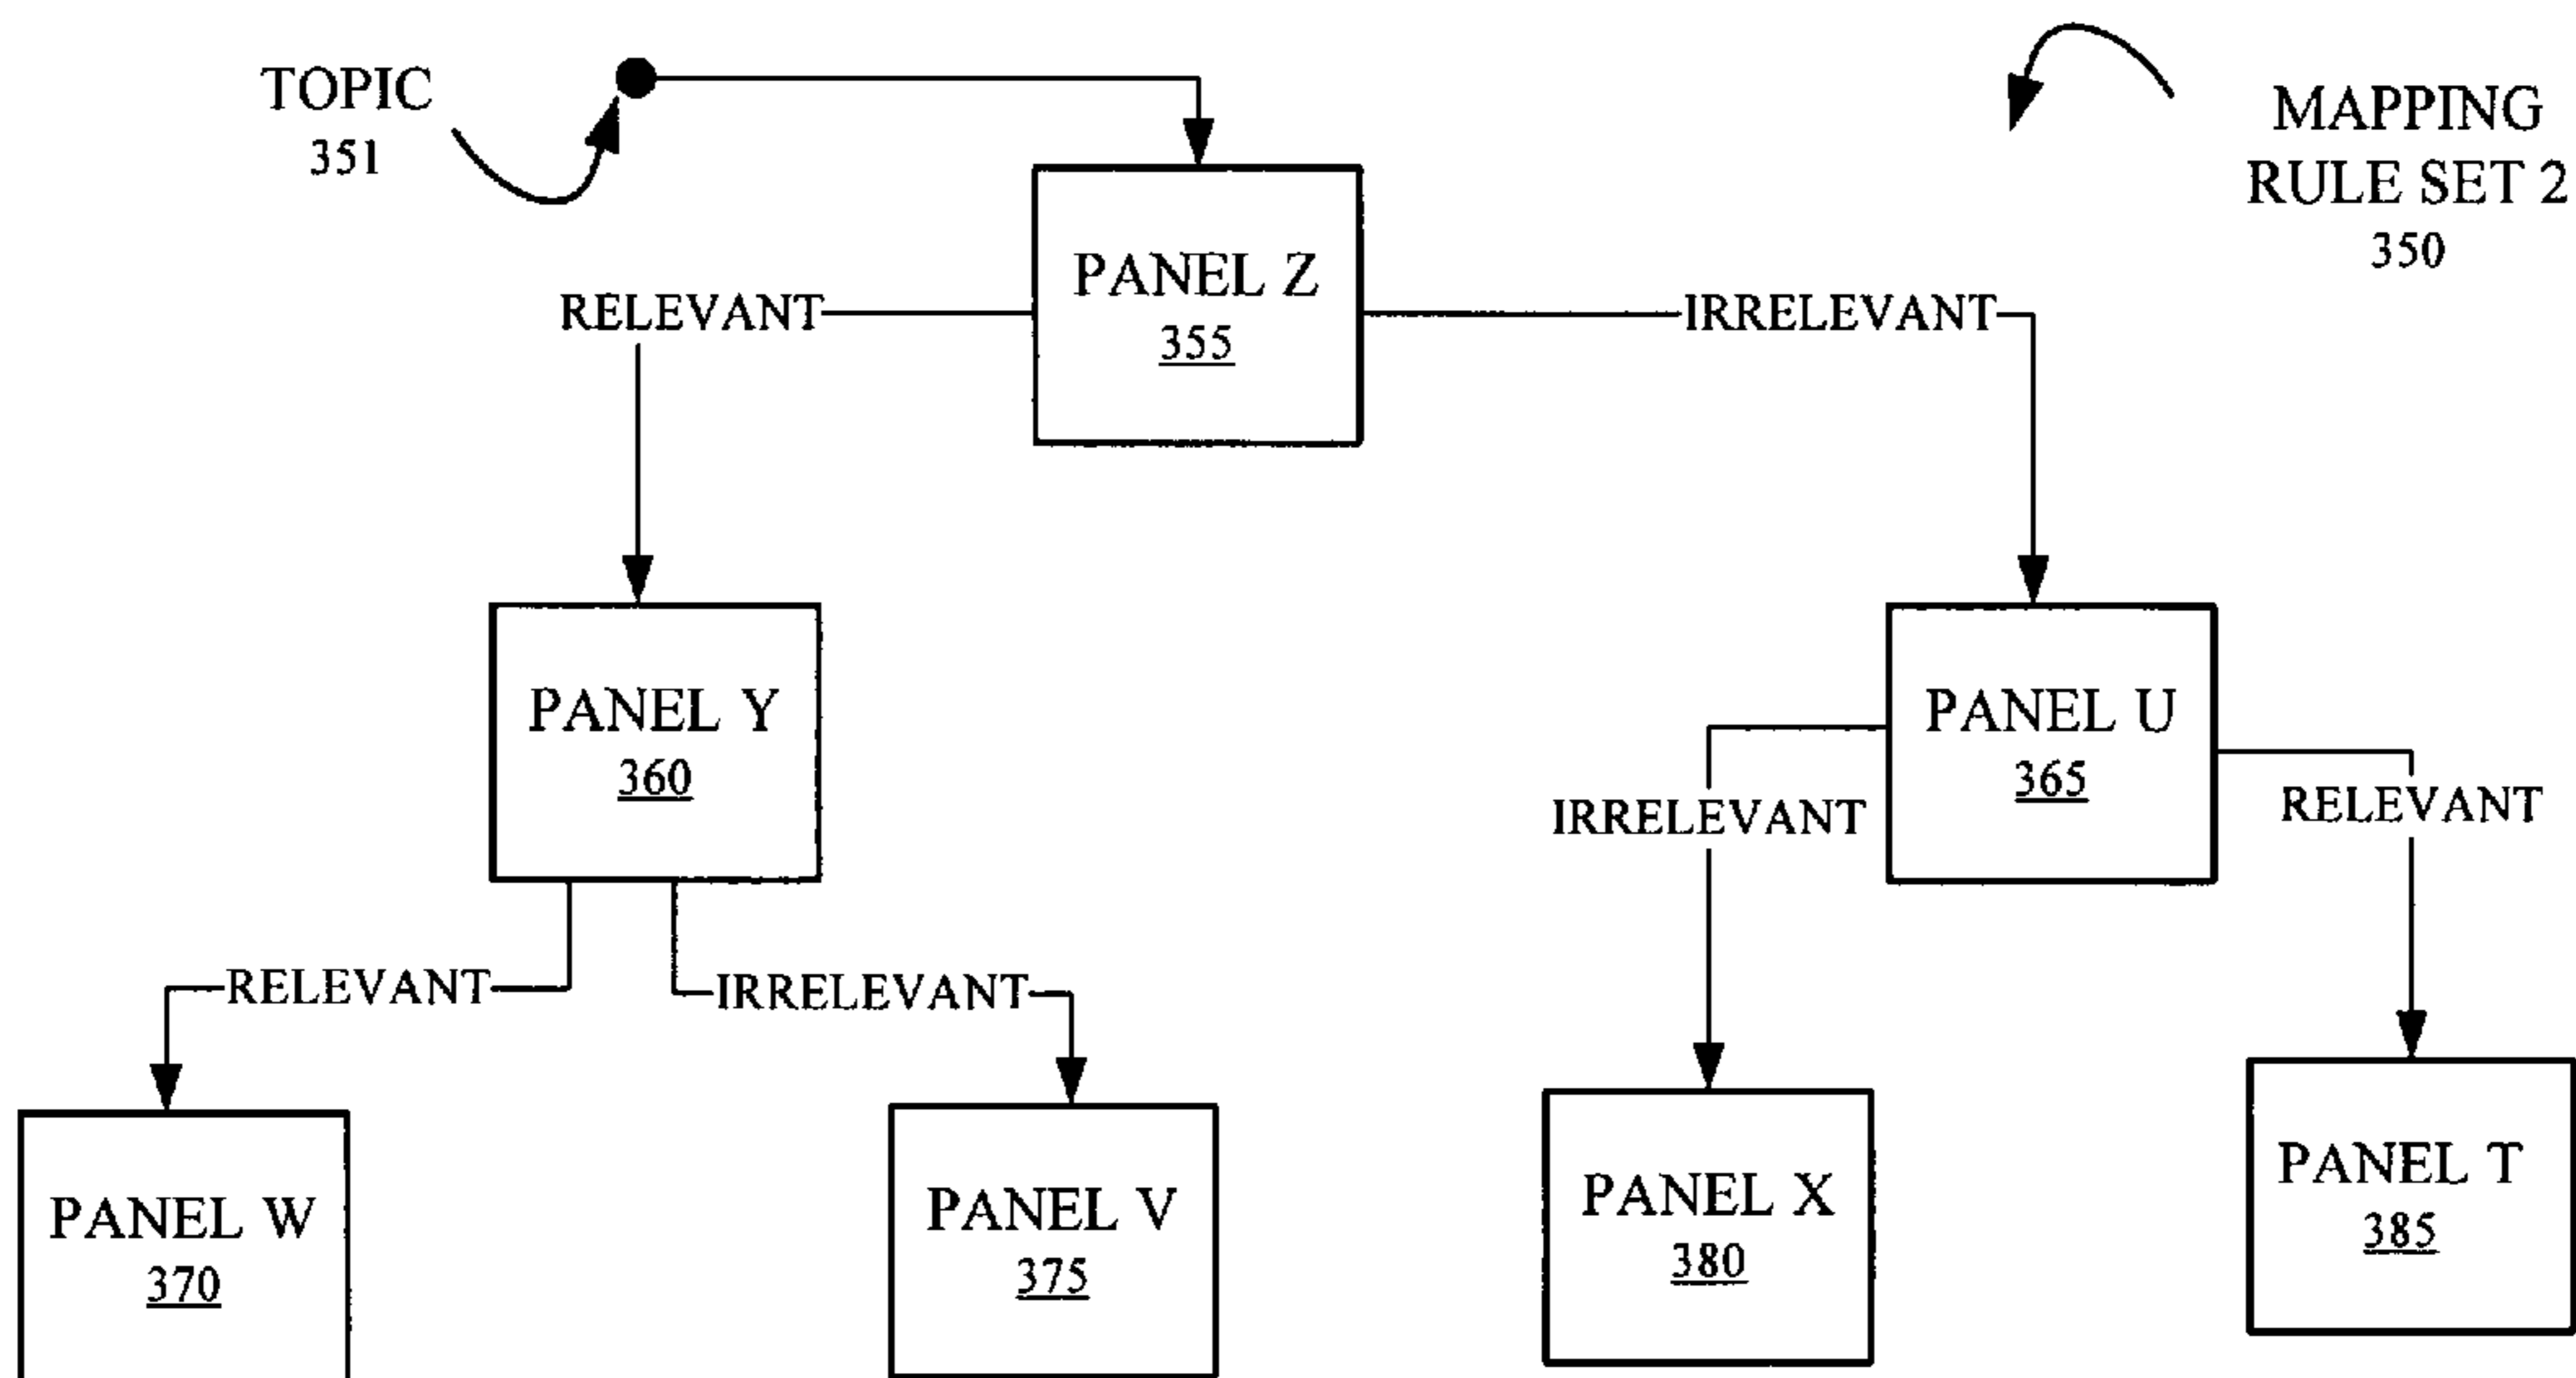 TOPIC
351
MAPPING
RULE SET 2
350
PANEL Z
355
RELEVANT
IRRELEVANT
PANEL Y
360
PANEL U
365
IRRELEVANT
RELEVANT
RELEVANT
IRRELEVANT
PANEL W
370
PANEL V
375
PANEL X
380
PANEL T
385